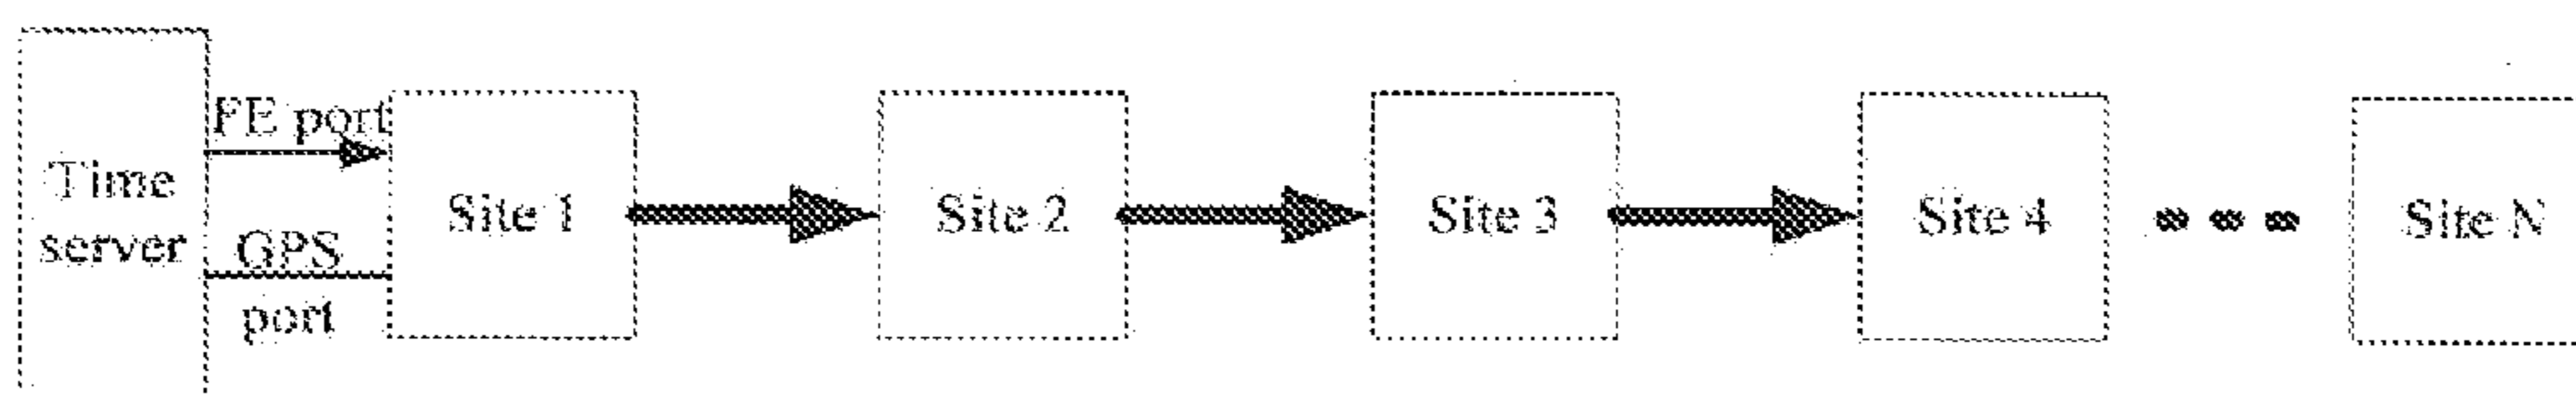 Time
server
FE port
GPS
port
Site 1
Site 2
Site 3
Site 4
Site N